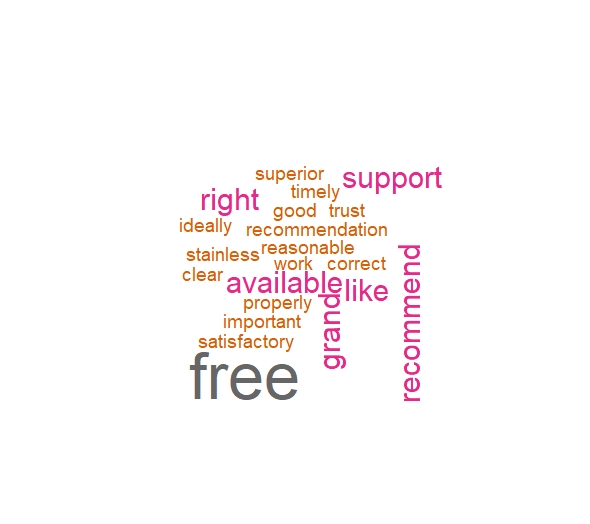 superior
support
timely
right
good trust
ideally
recommendation
reasonable
stainless
work correct
clear
available
like
properly
grand
recommend
important
satisfactory
free